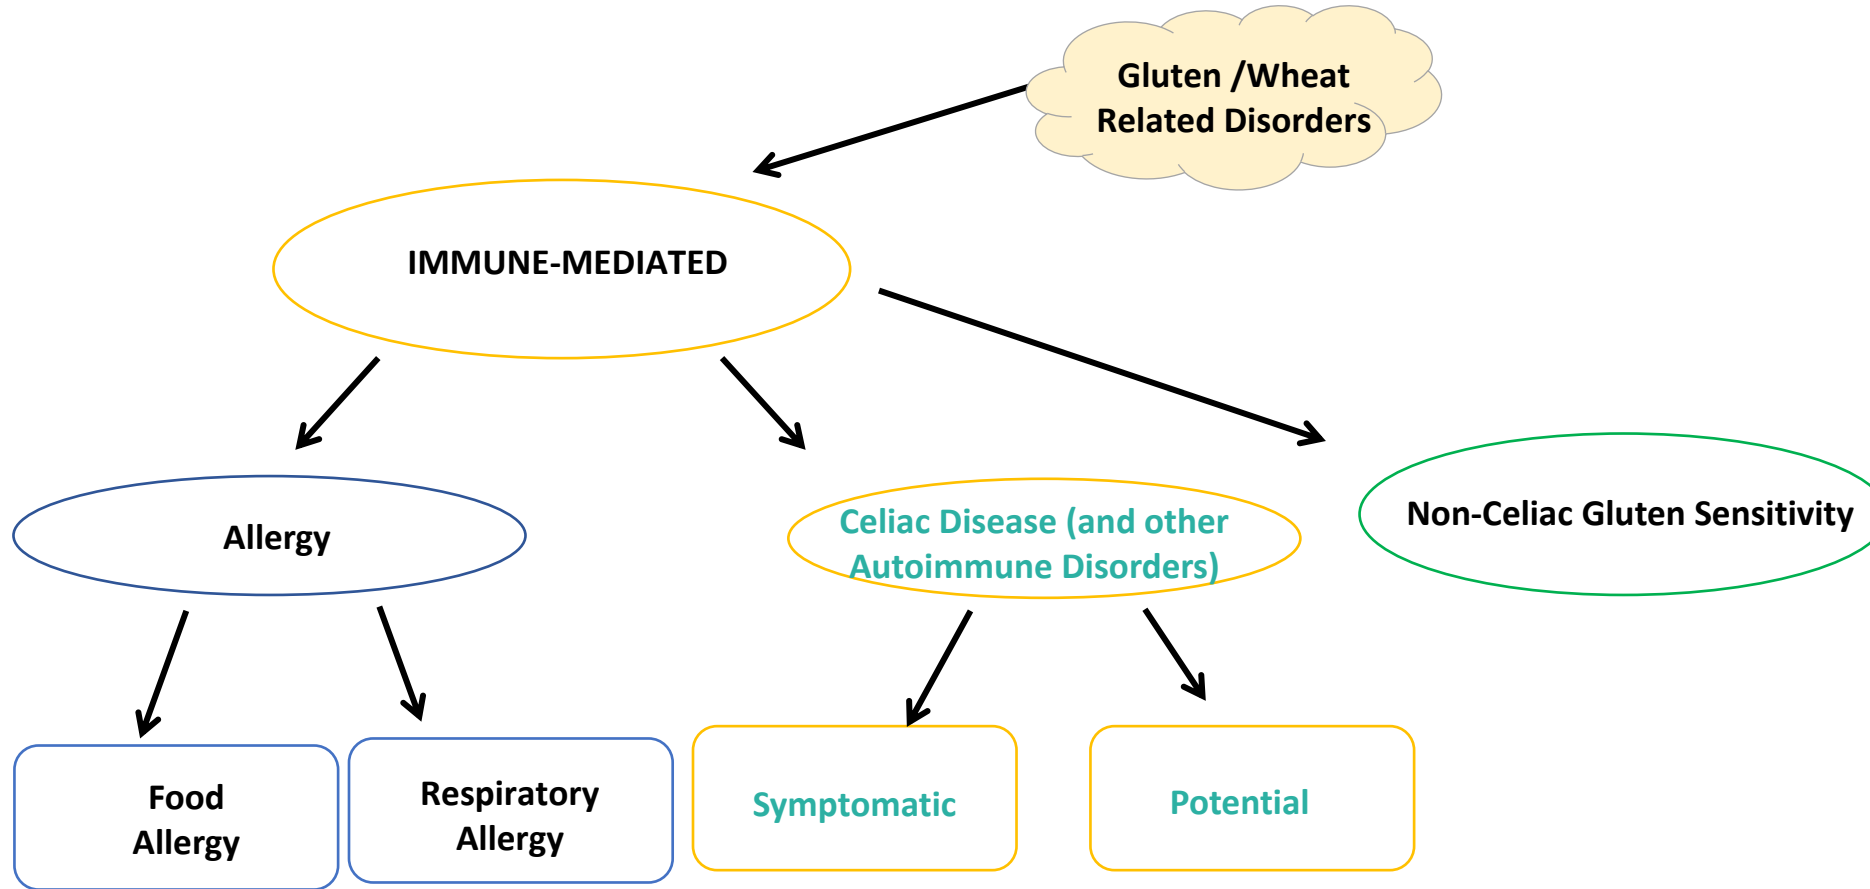 Gluten /Wheat
Related Disorders
IMMUNE-MEDIATED
Allergy
Celiac Disease (and other
Autoimmune Disorders)
Non-Celiac Gluten Sensitivity
Food
Allergy
Respiratory
Allergy
Symptomatic
Potential